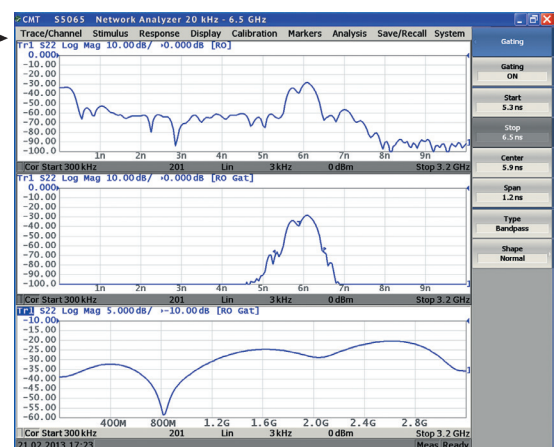 CMT S5065 Network Analyzer 20 kHz - 6.5 GHz
Trace/Channel Stimulus Response Display Calibration Markers Analysis Save/Recall System
Tr1 S22 Log Mag 10.00dB/ ▸0.000dB [RO]
0.000
-10.00
-20.00
-30.00
-40.00
-50.00
-60.00
-70.00
-80.00
-90.00
-100.0
1n 2n 3n 4n 5n 6n 7n 8n 9n
Cor Start 300 kHz 201 Lin 3 kHz 0 dBm Stop 3.2 GHz
Tr1 S22 Log Mag 10.00dB/ ▸0.000dB [RO Gat]
0.000
-10.00
-20.00
-30.00
-40.00
-50.00
-60.00
-70.00
-80.00
-90.00
-100.0
1n 2n 3n 4n 5n 6n 7n 8n 9n
Cor Start 300 kHz 201 Lin 3 kHz 0 dBm Stop 3.2 GHz
Tr1 S22 Log Mag 5.000dB/ ▸-10.00dB [RO Gat]
-10.00
-15.00
-20.00
-25.00
-30.00
-35.00
-40.00
-45.00
-50.00
-55.00
-60.00
400M 800M 1.2G 1.6G 2.0G 2.4G 2.8G
Cor Start 300 kHz 201 Lin 3 kHz 0 dBm Stop 3.2 GHz
21.02.2013 17:23 Meas Ready
Gating
Gating
ON
Start
5.3 ns
Stop
6.5 ns
Center
5.9 ns
Span
1.2 ns
Type
Bandpass
Shape
Normal